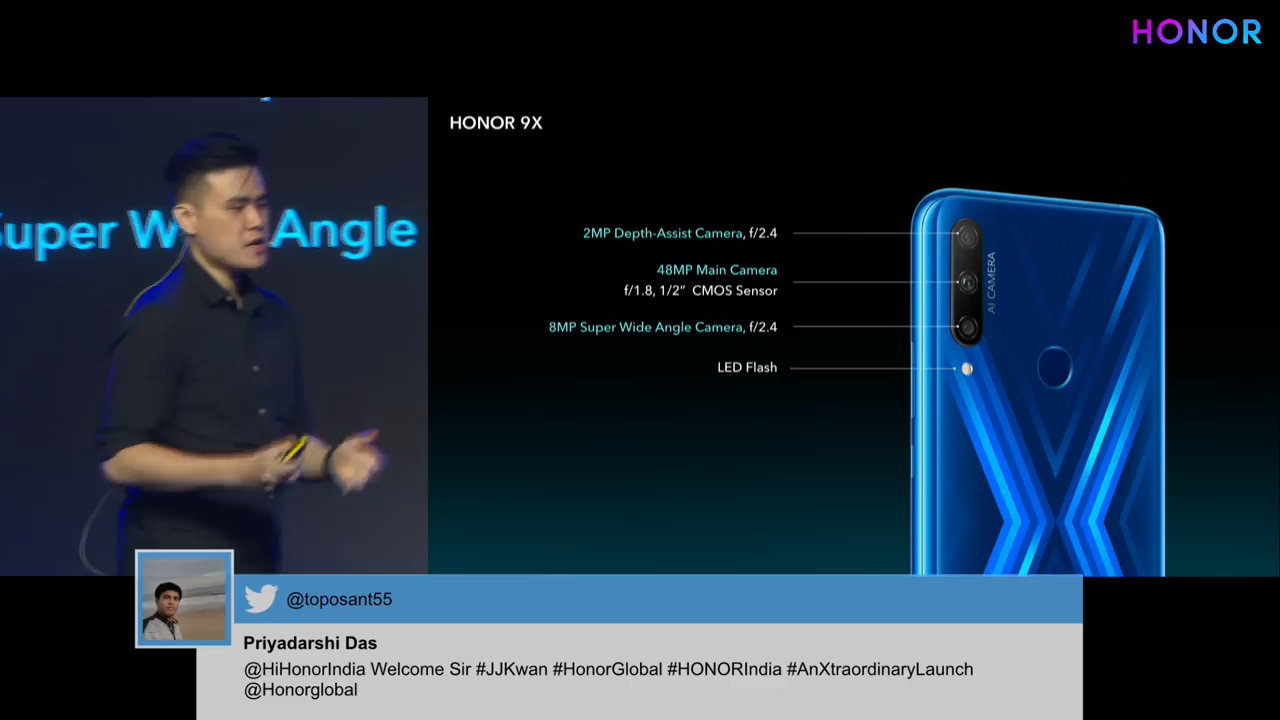 HONOR
HONOR 9X
Super W Angle
2MP Depth-Assist Camera, f/2.4
48MP Main Camera
f/1.8, 1/2” CMOS Sensor
8MP Super Wide Angle Camera, f/2.4
LED Flash
AI CAMERA
@toposant55
Priyadarshi Das
@HiHonorIndia Welcome Sir #JJKwan #HonorGlobal #HONORIndia #AnXtraordinaryLaunch
@Honorglobal